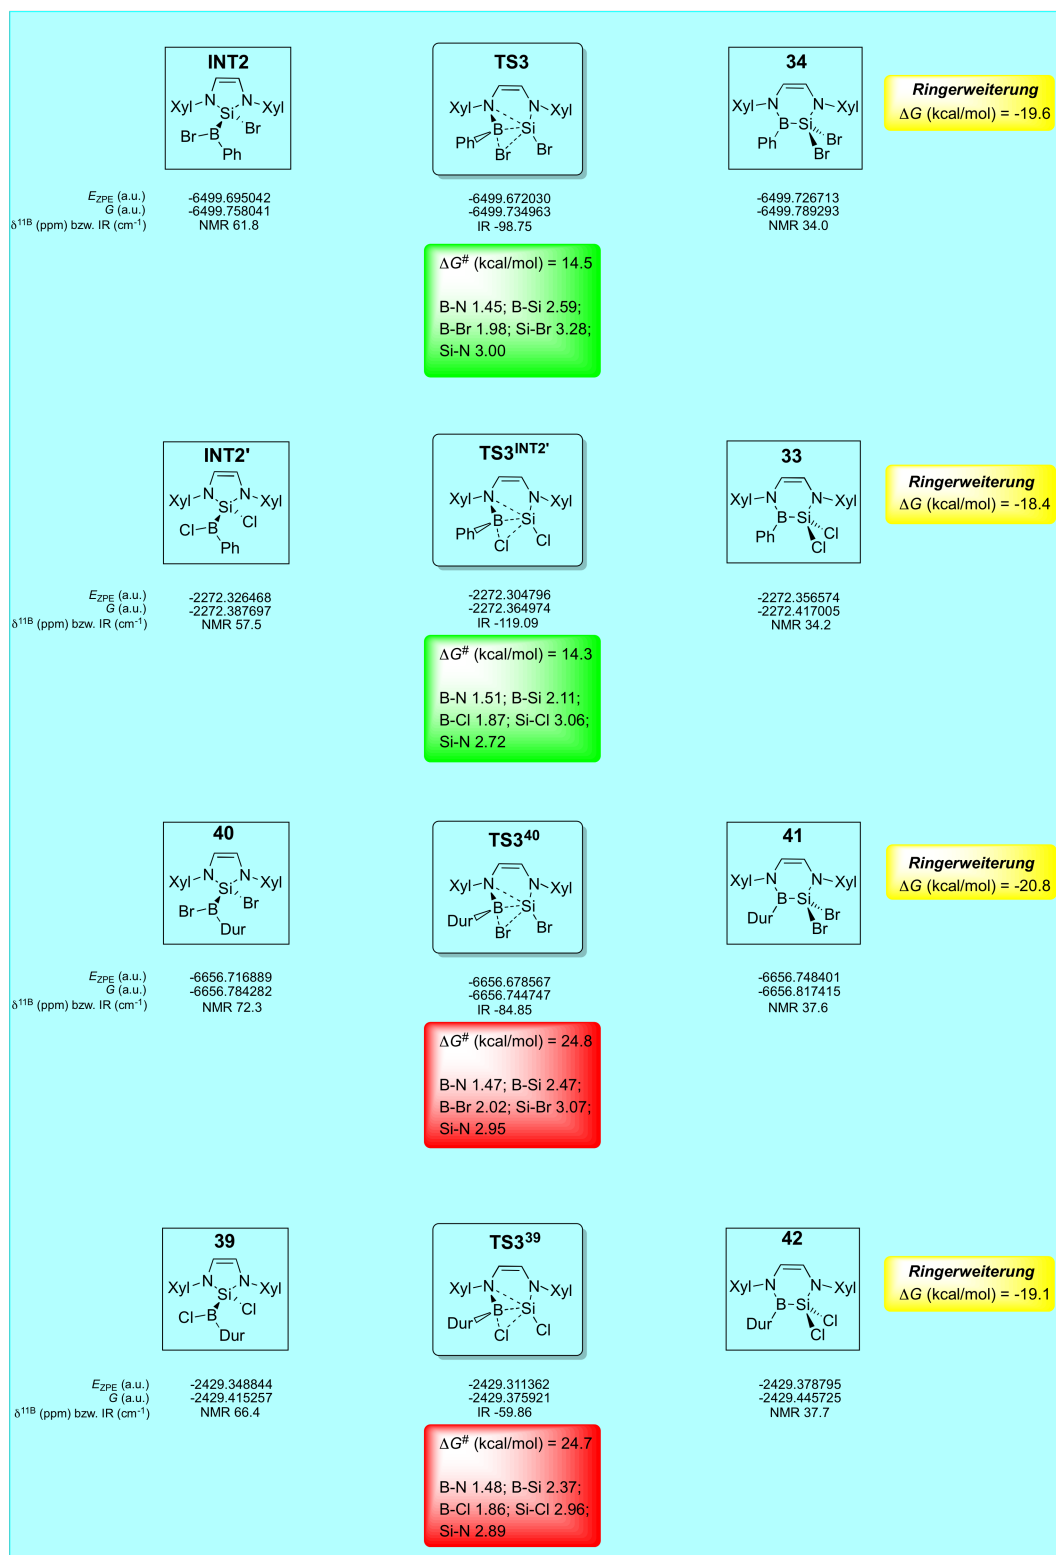 INT2
N
N
Xyl
Si
Xyl
Br
B
Br
Ph
TS3
Xyl
N
N
Xyl
B
Si
Ph
Br
Br
34
Xyl
N
N
Xyl
B
Si
Ph
Br
Br
Ringerweiterung
ΔG (kcal/mol) = -19.6
E_ZPE (a.u.)
G (a.u.)
δ¹¹ᴮ (ppm) bzw. IR (cm⁻¹)
-6499.695042
-6499.758041
NMR 61.8
-6499.672030
-6499.734963
IR -98.75
-6499.726713
-6499.789293
NMR 34.0
ΔG# (kcal/mol) = 14.5
B-N 1.45; B-Si 2.59;
B-Br 1.98; Si-Br 3.28;
Si-N 3.00
INT2'
N
N
Xyl
Si
Xyl
Cl
B
Cl
Ph
TS3^INT2'
Xyl
N
N
Xyl
B
Si
Ph
Cl
Cl
33
Xyl
N
N
Xyl
B
Si
Ph
Cl
Cl
Ringerweiterung
ΔG (kcal/mol) = -18.4
E_ZPE (a.u.)
G (a.u.)
δ¹¹ᴮ (ppm) bzw. IR (cm⁻¹)
-2272.326468
-2272.387697
NMR 57.5
-2272.304796
-2272.364974
IR -119.09
-2272.356574
-2272.417005
NMR 34.2
ΔG# (kcal/mol) = 14.3
B-N 1.51; B-Si 2.11;
B-Cl 1.87; Si-Cl 3.06;
Si-N 2.72
40
N
N
Xyl
Si
Xyl
Br
B
Br
Dur
TS3⁴⁰
Xyl
N
N
Xyl
B
Si
Dur
Br
Br
41
Xyl
N
N
Xyl
B
Si
Dur
Br
Br
Ringerweiterung
ΔG (kcal/mol) = -20.8
E_ZPE (a.u.)
G (a.u.)
δ¹¹ᴮ (ppm) bzw. IR (cm⁻¹)
-6656.716889
-6656.784282
NMR 72.3
-6656.678567
-6656.744747
IR -84.85
-6656.748401
-6656.817415
NMR 37.6
ΔG# (kcal/mol) = 24.8
B-N 1.47; B-Si 2.47;
B-Br 2.02; Si-Br 3.07;
Si-N 2.95
39
N
N
Xyl
Si
Xyl
Cl
B
Cl
Dur
TS3³⁹
Xyl
N
N
Xyl
B
Si
Dur
Cl
Cl
42
Xyl
N
N
Xyl
B
Si
Dur
Cl
Cl
Ringerweiterung
ΔG (kcal/mol) = -19.1
E_ZPE (a.u.)
G (a.u.)
δ¹¹ᴮ (ppm) bzw. IR (cm⁻¹)
-2429.348844
-2429.415257
NMR 66.4
-2429.311362
-2429.375921
IR -59.86
-2429.378795
-2429.445725
NMR 37.7
ΔG# (kcal/mol) = 24.7
B-N 1.48; B-Si 2.37;
B-Cl 1.86; Si-Cl 2.96;
Si-N 2.89